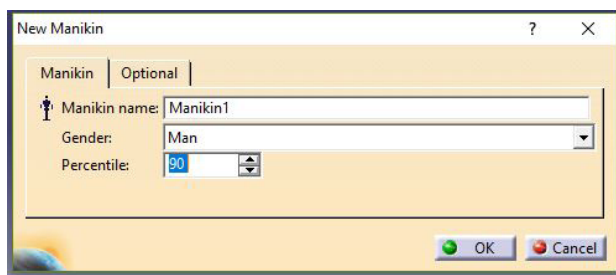 New Manikin ?
Manikin Optional
Manikin name: Manikin1
Gender: Man
Percentile: 90
OK Cancel